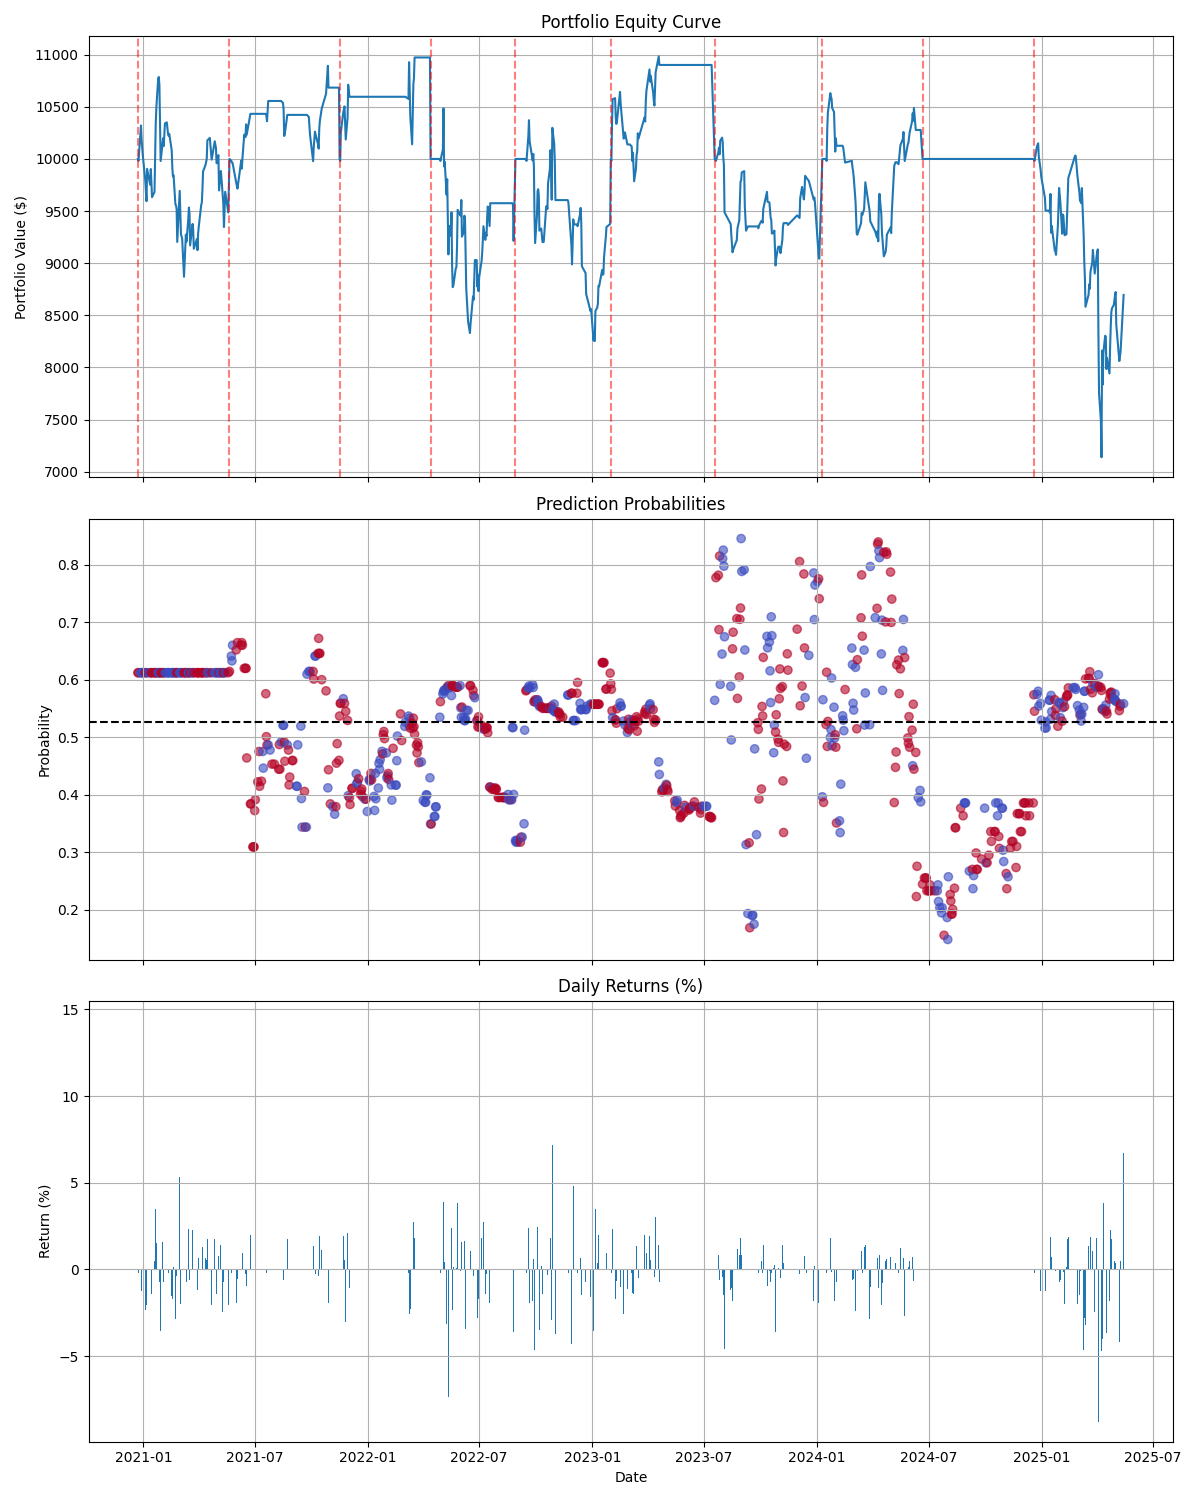 Portfolio Equity Curve
Portfolio Value ($)
11000
10500
10000
9500
9000
8500
8000
7500
7000
Prediction Probabilities
Probability
0.8
0.7
0.6
0.5
0.4
0.3
0.2
Daily Returns (%)
Return (%)
15
10
5
0
−5
2021-01 2021-07 2022-01 2022-07 2023-01 2023-07 2024-01 2024-07 2025-01 2025-07
Date